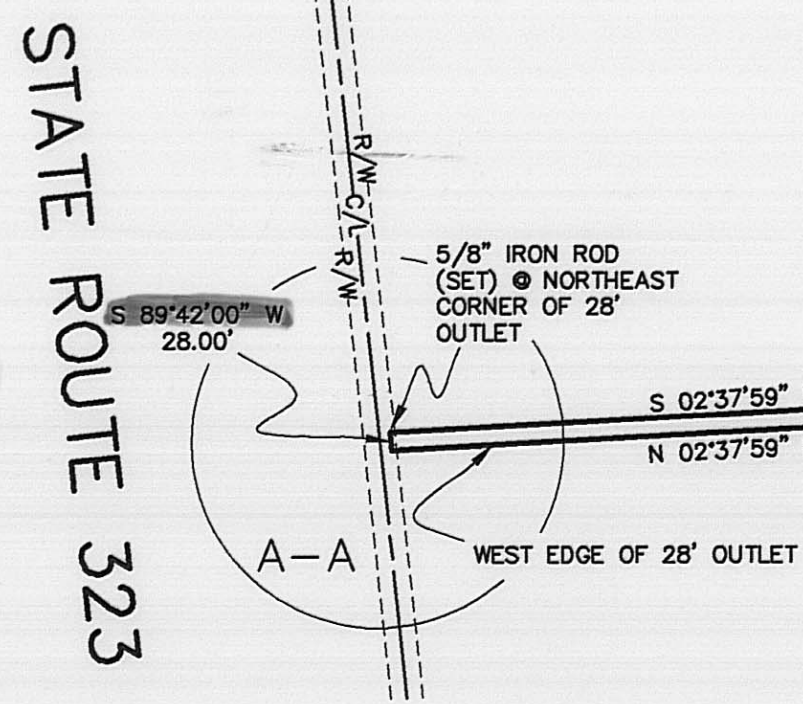 STATE ROUTE 323
R/W
C/L
R/W
5/8" IRON ROD
(SET) @ NORTHEAST
CORNER OF 28'
OUTLET
S 89°42'00" W
28.00'
S 02°37'59"
N 02°37'59"
A-A
WEST EDGE OF 28' OUTLET